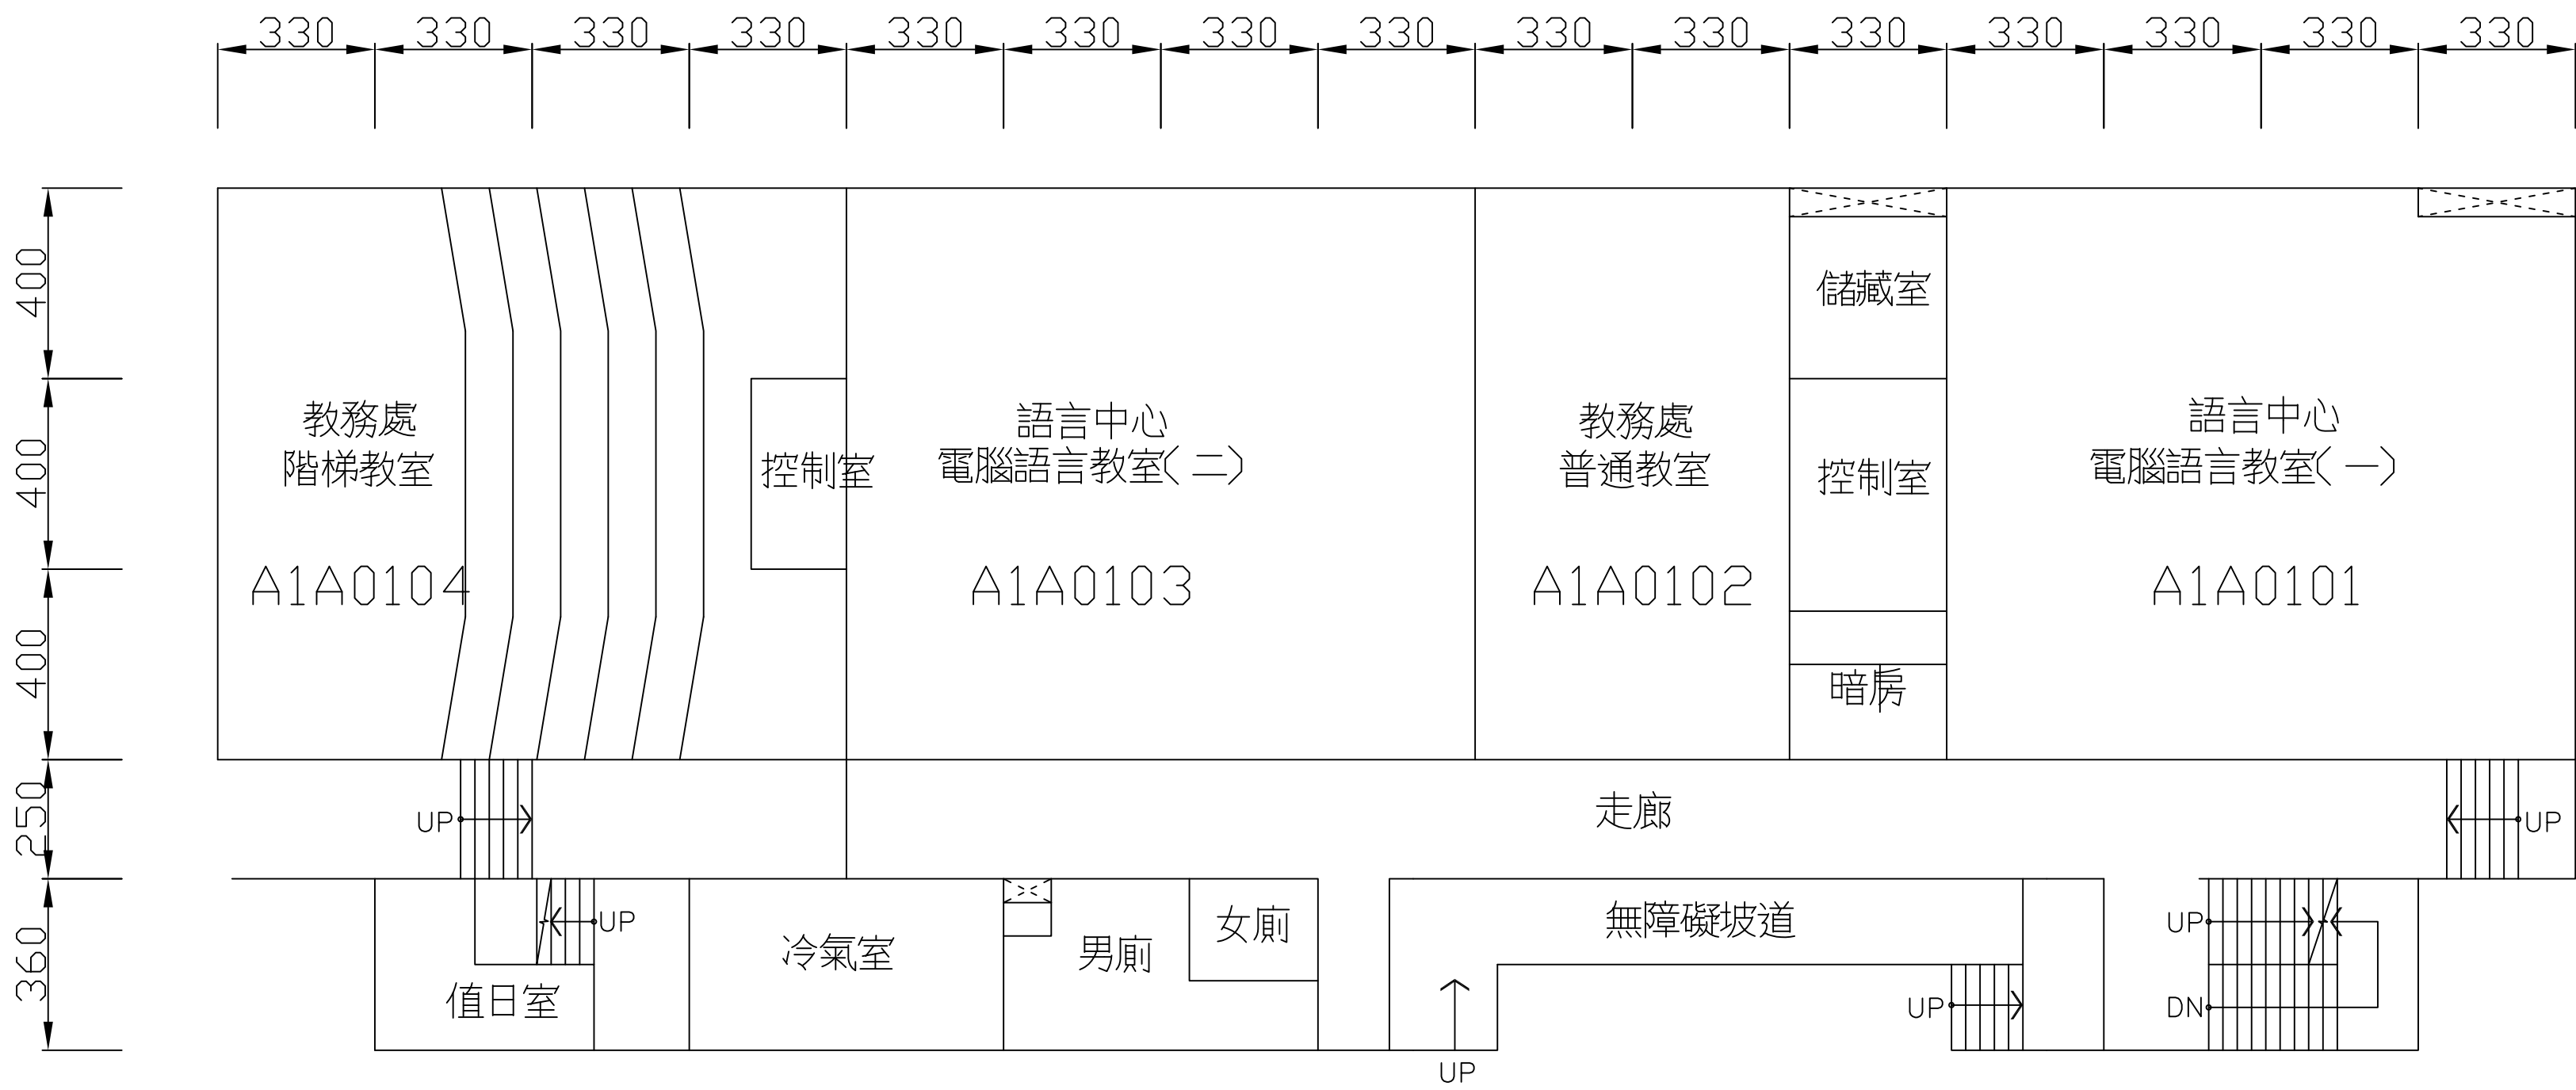 330 330 330 330 330 330 330 330 330 330 330 330 330 330 330
400
400
400
250
360
儲藏室
教務處
階梯教室
A1A0104
控制室
語言中心
電腦語言教室(二)
A1A0103
教務處
普通教室
A1A0102
控制室
暗房
語言中心
電腦語言教室(一)
A1A0101
UP
走廊
UP
UP
值日室
冷氣室
男廁
女廁
無障礙坡道
UP
UP
UP
DN